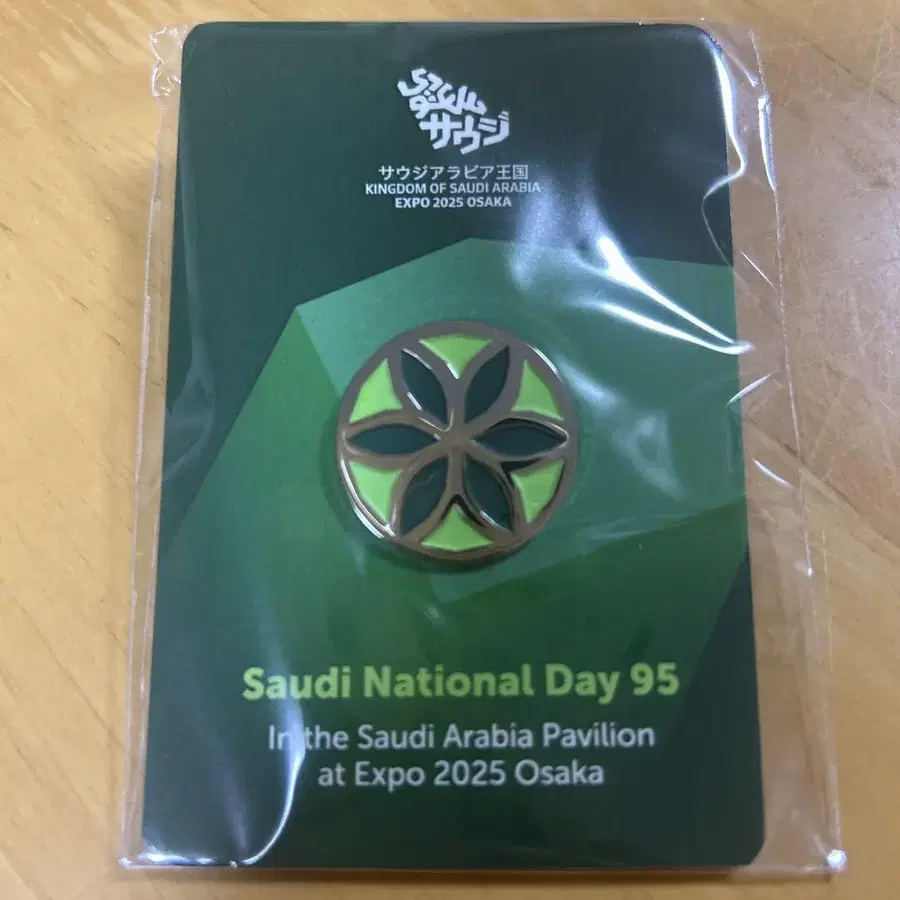 サウジ
サウジアラビア王国
KINGDOM OF SAUDI ARABIA
EXPO 2025 OSAKA
Saudi National Day 95
In the Saudi Arabia Pavilion
at Expo 2025 Osaka